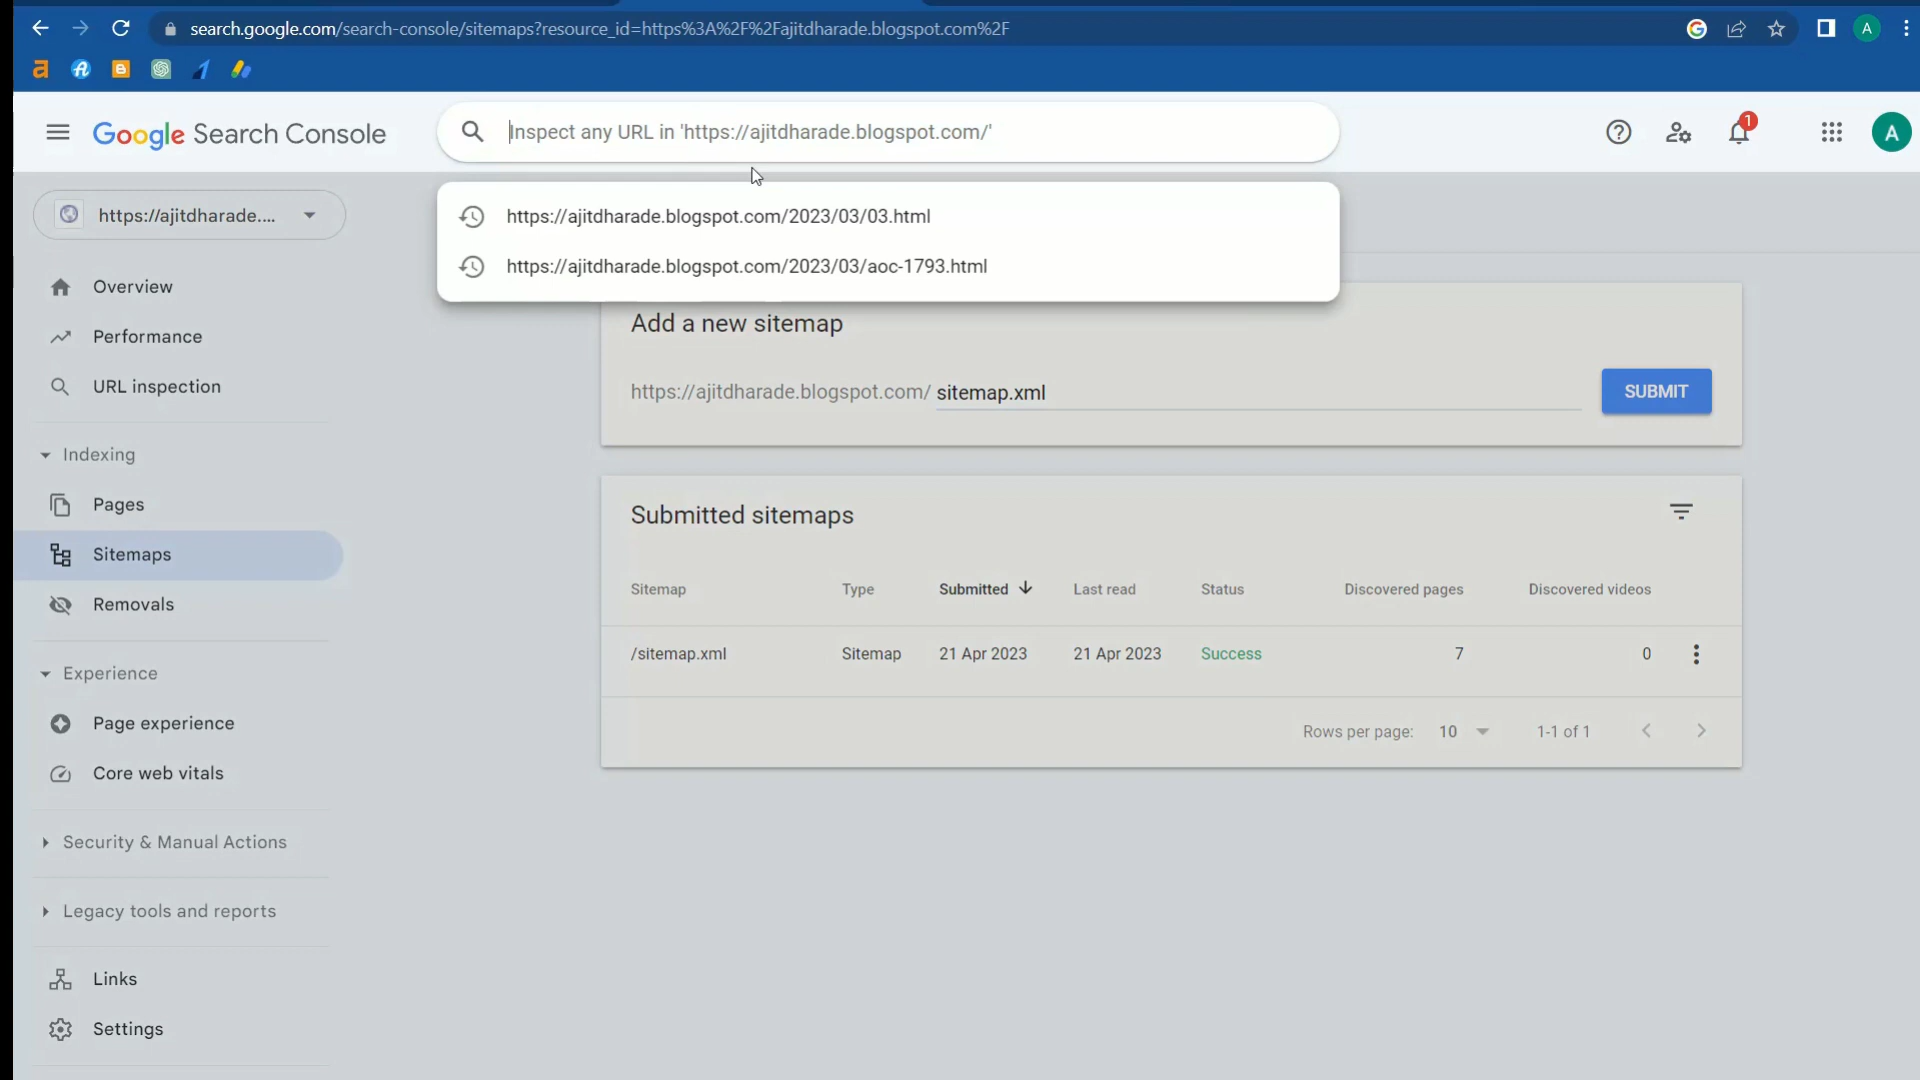 search.google.com/search-console/sitemaps?resource_id=https%3A%2F%2Fajitdharade.blogspot.com%2F
A
Google Search Console
Inspect any URL in 'https://ajitdharade.blogspot.com/'
1
A
https://ajitdharade....
https://ajitdharade.blogspot.com/2023/03/03.html
https://ajitdharade.blogspot.com/2023/03/aoc-1793.html
Overview
Performance
URL inspection
Indexing
Pages
Sitemaps
Removals
Experience
Page experience
Core web vitals
Security & Manual Actions
Legacy tools and reports
Links
Settings
Add a new sitemap
https://ajitdharade.blogspot.com/ sitemap.xml
SUBMIT
Submitted sitemaps
Sitemap Type Submitted Last read Status Discovered pages Discovered videos
/sitemap.xml Sitemap 21 Apr 2023 21 Apr 2023 Success 7 0
Rows per page: 10 1-1 of 1